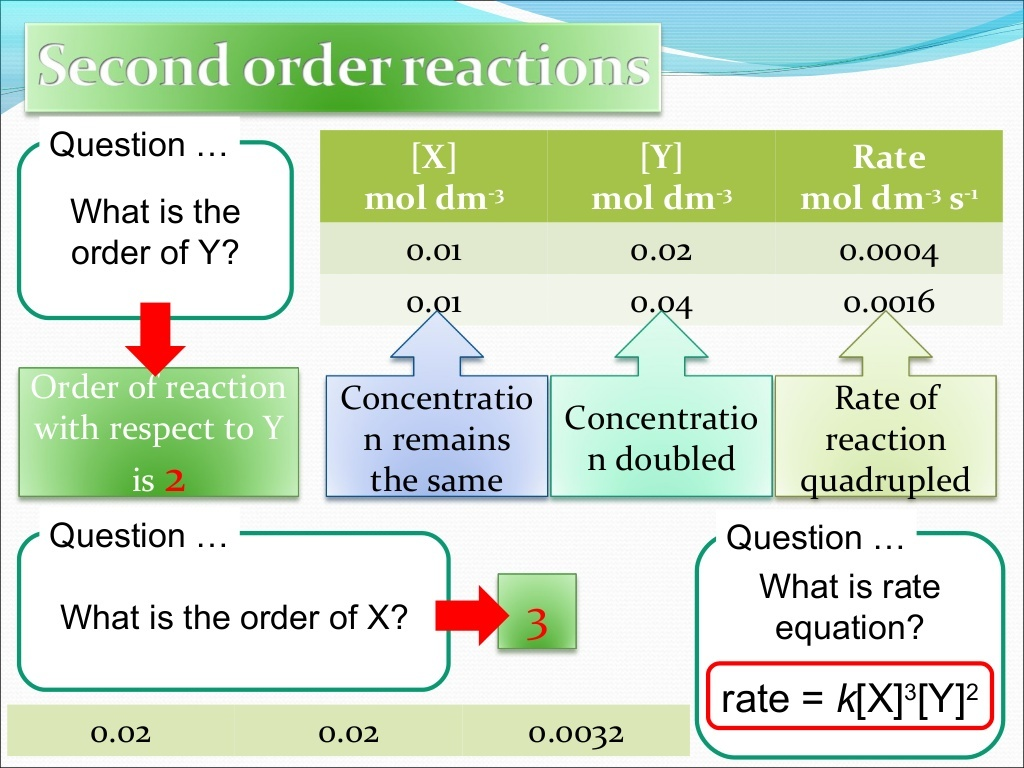 Second order reactions
Question …
What is the
order of Y?
[X]
mol dm⁻³
[Y]
mol dm⁻³
Rate
mol dm⁻³ s⁻¹
0.01
0.02
0.0004
0.01
0.04
0.0016
Order of reaction
with respect to Y
is 2
Concentratio
n remains
the same
Concentratio
n doubled
Rate of
reaction
quadrupled
Question …
What is the order of X?
3
Question …
What is rate
equation?
rate = k[X]³[Y]²
0.02
0.02
0.0032